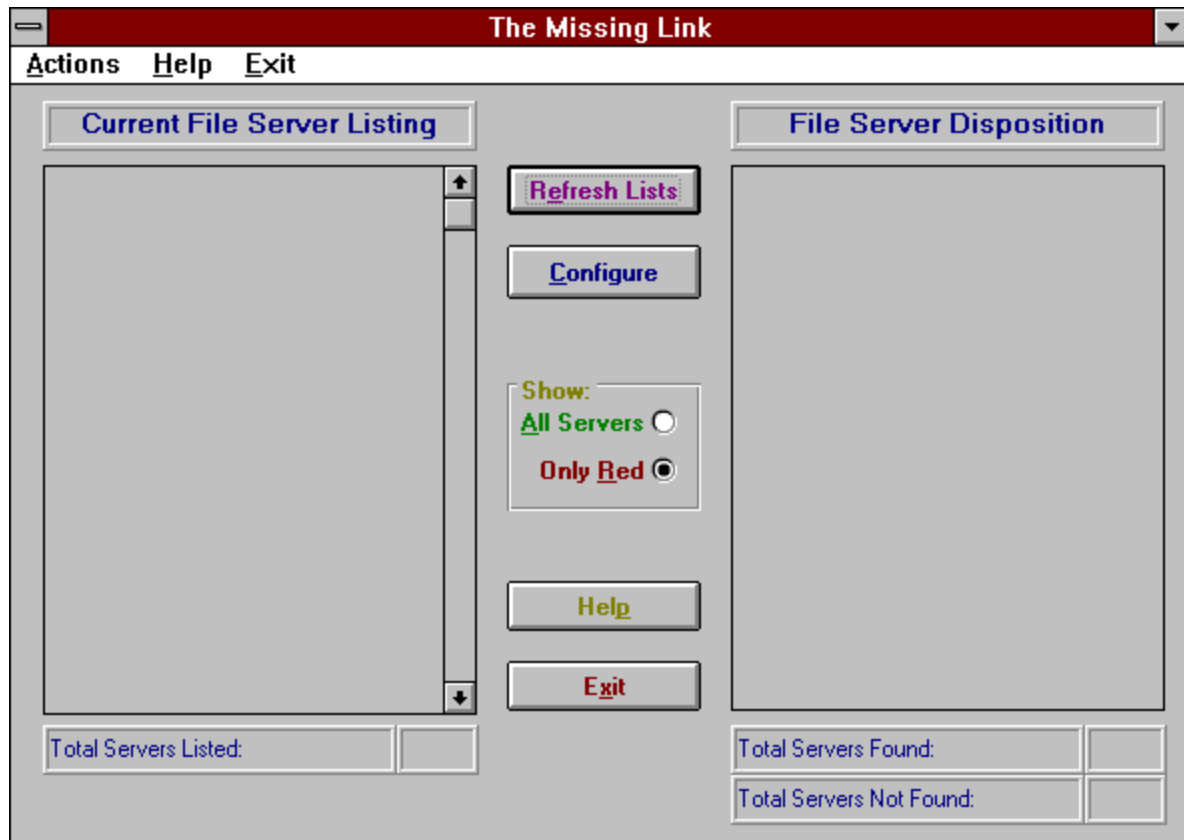 The Missing Link
Actions Help Exit
Current File Server Listing
File Server Disposition
Refresh Lists
Configure
Show:
All Servers
Only Red
Help
Exit
Total Servers Listed:
Total Servers Found:
Total Servers Not Found: